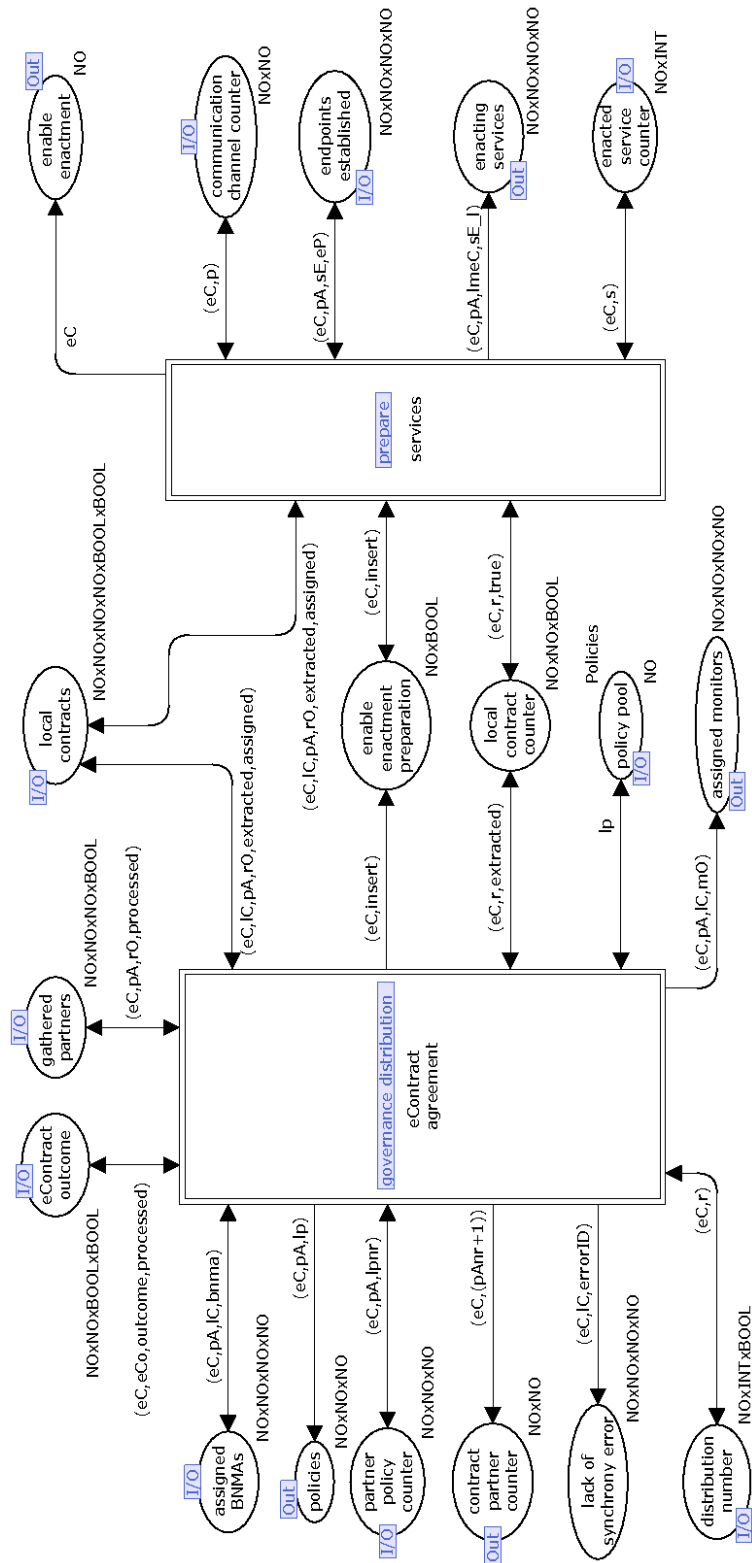 I/O
eContract
outcome
NOxNOxBOOLxBOOL
(eC,eCo,outcome,processed)
I/O
gathered
partners
NOxNOxNOxBOOL
(eC,pA,rO,processed)
I/O
local
contracts
NOxNOxNOxNOxBOOLxBOOL
(eC,lC,pA,rO,extracted,assigned)
(eC,lC,pA,rO,extracted,assigned)
eC
Out
enable
enactment
NO
I/O
assigned
BNMAs
NOxNOxNOxNO
(eC,pA,lC,bnma)
Out
policies
NOxNOxNO
(eC,pA,lp)
partner
policy
counter
I/O
NOxNOxNO
(eC,pA,lpnr)
contract
partner
counter
Out
NOxNO
(eC,(pAnr+1))
lack of
synchrony error
NOxNOxNOxNO
(eC,lC,errorID)
distribution
number
I/O
NOxINTxBOOL
(eC,r)
governance distribution
eContract
agreement
(eC,insert)
enable
enactment
preparation
NOxBOOL
(eC,insert)
(eC,r,extracted)
local
contract
counter
NOxNOxBOOL
(eC,r,true)
lp
Policies
policy pool
I/O
NO
(eC,pA,lC,mO)
assigned monitors
Out
NOxNOxNOxNO
prepare
services
(eC,p)
I/O
communication
channel counter
NOxNO
(eC,pA,sE,eP)
endpoints
established
I/O
NOxNOxNOxNO
(eC,pA,lmeC,sE_l)
enacting
services
Out
NOxNOxNOxNO
(eC,s)
enacted
service
counter
I/O
NOxINT